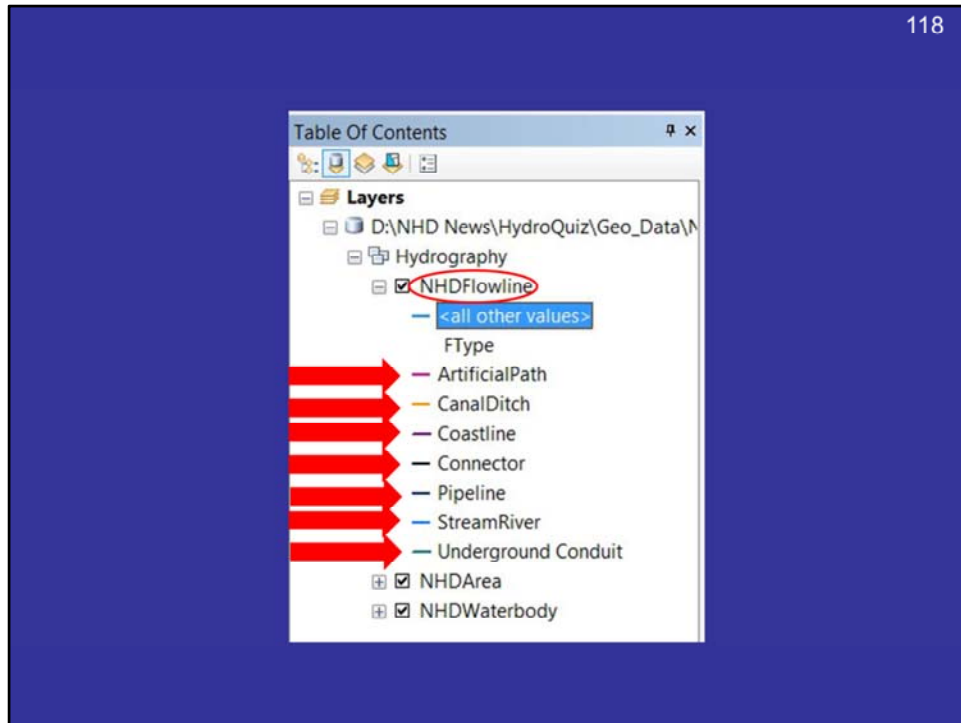 118
Table Of Contents
Layers
D:\NHD News\HydroQuiz\Geo_Data\N
Hydrography
NHDFlowline
<all other values>
FType
ArtificialPath
CanalDitch
Coastline
Connector
Pipeline
StreamRiver
Underground Conduit
NHDArea
NHDWaterbody